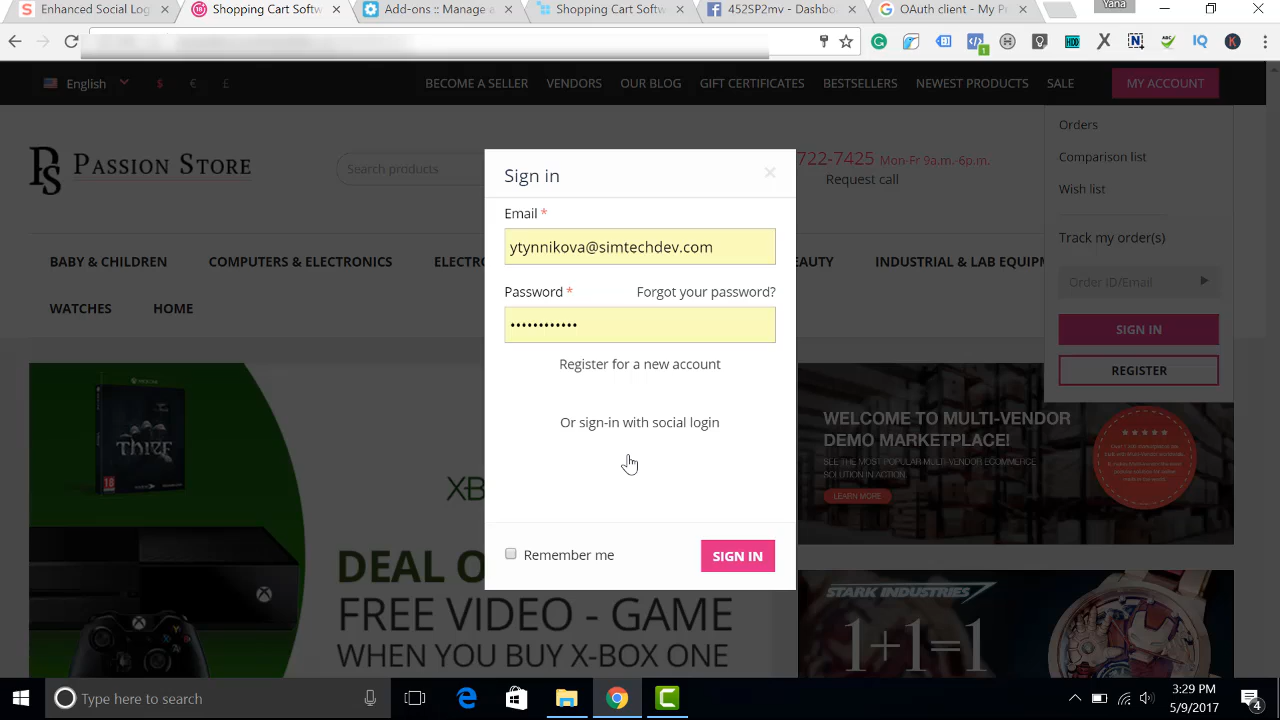 Enhanced Social Log
Shopping Cart Softw
Add-ons :: Manage e
Shopping Cart Softw
452SP2mv - Dashbo
OAuth client - My P
Yana
English
$ € £
BECOME A SELLER VENDORS OUR BLOG GIFT CERTIFICATES BESTSELLERS NEWEST PRODUCTS SALE MY ACCOUNT
PASSION STORE
Search products
722-7425 Mon-Fr 9a.m.-6p.m.
Request call
Orders
Comparison list
Wish list
Track my order(s)
Order ID/Email
SIGN IN
REGISTER
BABY & CHILDREN COMPUTERS & ELECTRONICS ELECTR EAUTY INDUSTRIAL & LAB EQUIPM
WATCHES HOME
Sign in
Email *
ytynnikova@simtechdev.com
Password * Forgot your password?
••••••••••••
Register for a new account
Or sign-in with social login
Remember me SIGN IN
XBOX ONE
THIEF
18
XB
DEAL O
FREE VIDEO - GAME
WHEN YOU BUY X-BOX ONE
WELCOME TO MULTI-VENDOR
DEMO MARKETPLACE!
SEE THE MOST POPULAR MULTI-VENDOR ECOMMERCE
SOLUTION IN ACTION
LEARN MORE
STARK INDUSTRIES
1+1=1
Type here to search
3:29 PM
5/9/2017
4